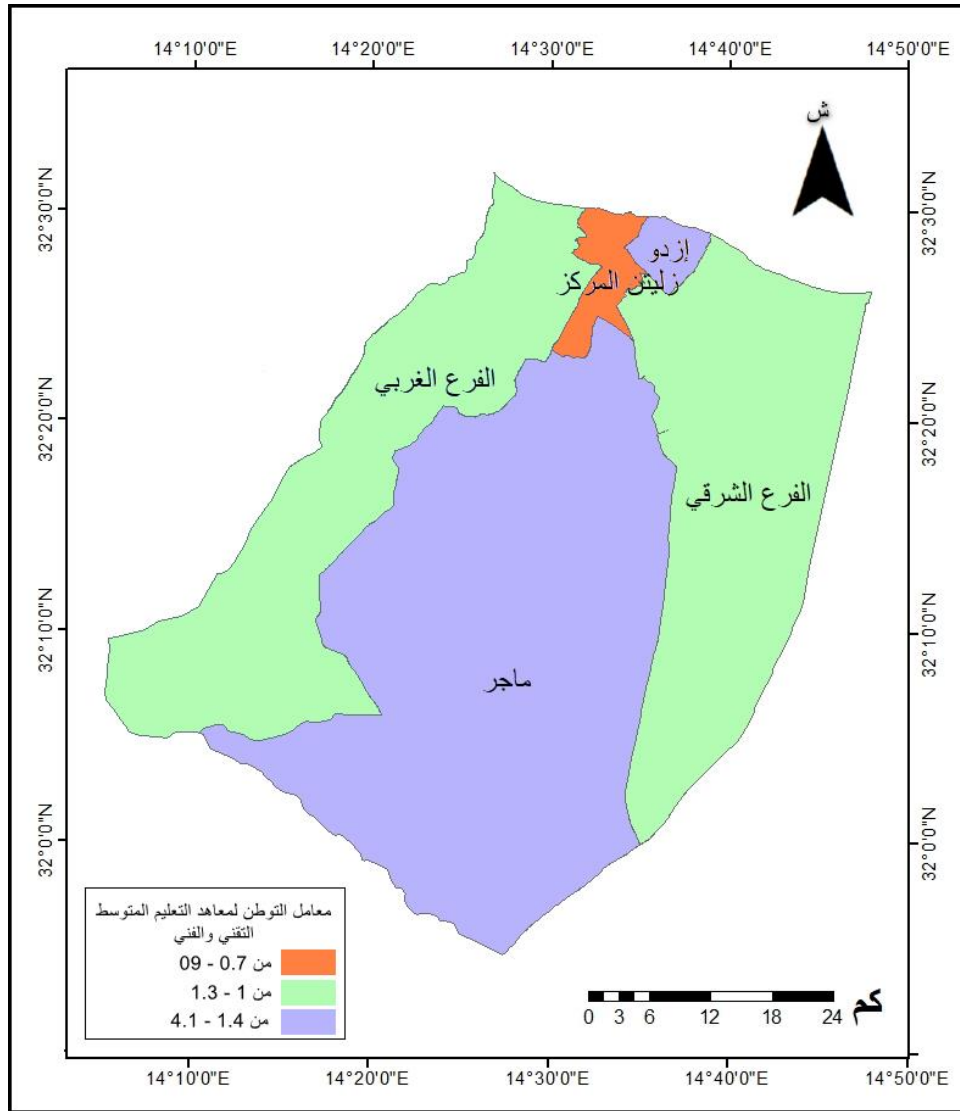 14°10'0"E 14°20'0"E 14°30'0"E 14°40'0"E 14°50'0"E
ش
32°30'0"N 32°30'0"N
إزدو
زليتن المركز
الفرع الغربي
32°20'0"N 32°20'0"N
الفرع الشرقي
32°10'0"N 32°10'0"N
ماجر
32°0'0"N 32°0'0"N
معامل التوطن لمعاهد التعليم المتوسط
التقني والفني
من 0.7 - 09
من 1 - 1.3
من 1.4 - 4.1
كم
0 3 6 12 18 24
14°10'0"E 14°20'0"E 14°30'0"E 14°40'0"E 14°50'0"E